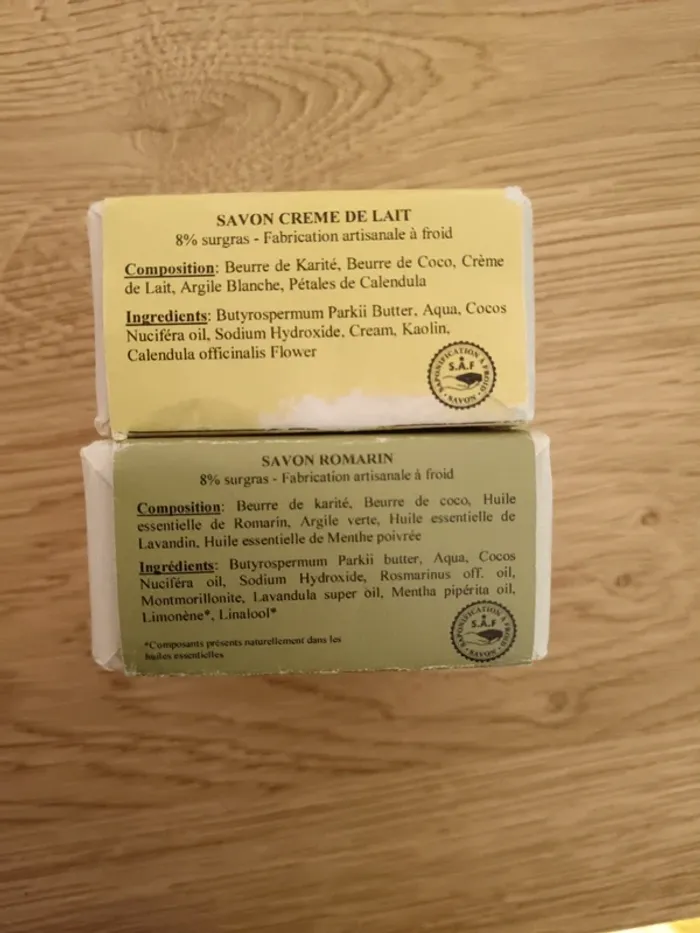 SAVON CREME DE LAIT
8% surgras - Fabrication artisanale à froid
Composition: Beurre de Karité, Beurre de Coco, Crème
de Lait, Argile Blanche, Pétales de Calendula
Ingredients: Butyrospermum Parkii Butter, Aqua, Cocos
Nuciféra oil, Sodium Hydroxide, Cream, Kaolin,
Calendula officinalis Flower
SAPONIFICATION A FROID
S.A.F
SAVON
SAVON ROMARIN
8% surgras - Fabrication artisanale à froid
Composition: Beurre de karité, Beurre de coco, Huile
essentielle de Romarin, Argile verte, Huile essentielle de
Lavandin, Huile essentielle de Menthe poivrée
Ingrédients: Butyrospermum Parkii butter, Aqua, Cocos
Nuciféra oil, Sodium Hydroxide, Rosmarinus off. oil,
Montmorillonite, Lavandula super oil, Mentha pipérita oil,
Limonène*, Linalool*
*Composants présents naturellement dans les
huiles essentielles
SAPONIFICATION A FROID
S.A.F
SAVON